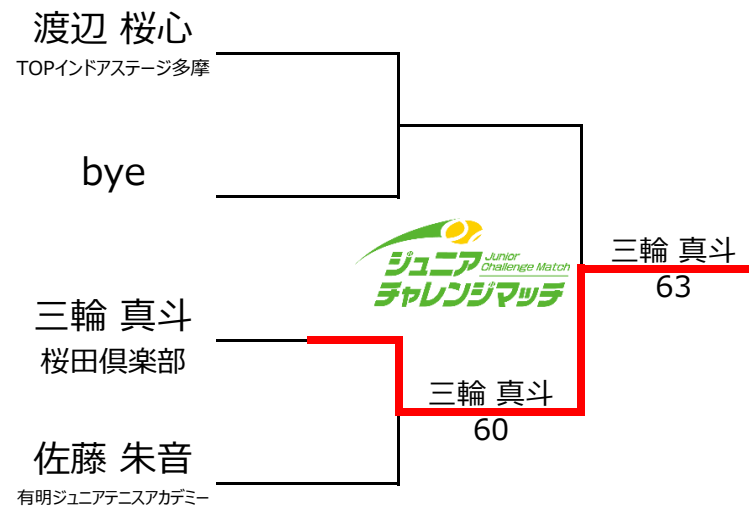 渡辺 桜心
TOPインドアステージ多摩
bye
ジュニア Junior Challenge Match
チャレンジマッチ
三輪 真斗
63
三輪 真斗
桜田倶楽部
三輪 真斗
60
佐藤 朱音
有明ジュニアテニスアカデミー